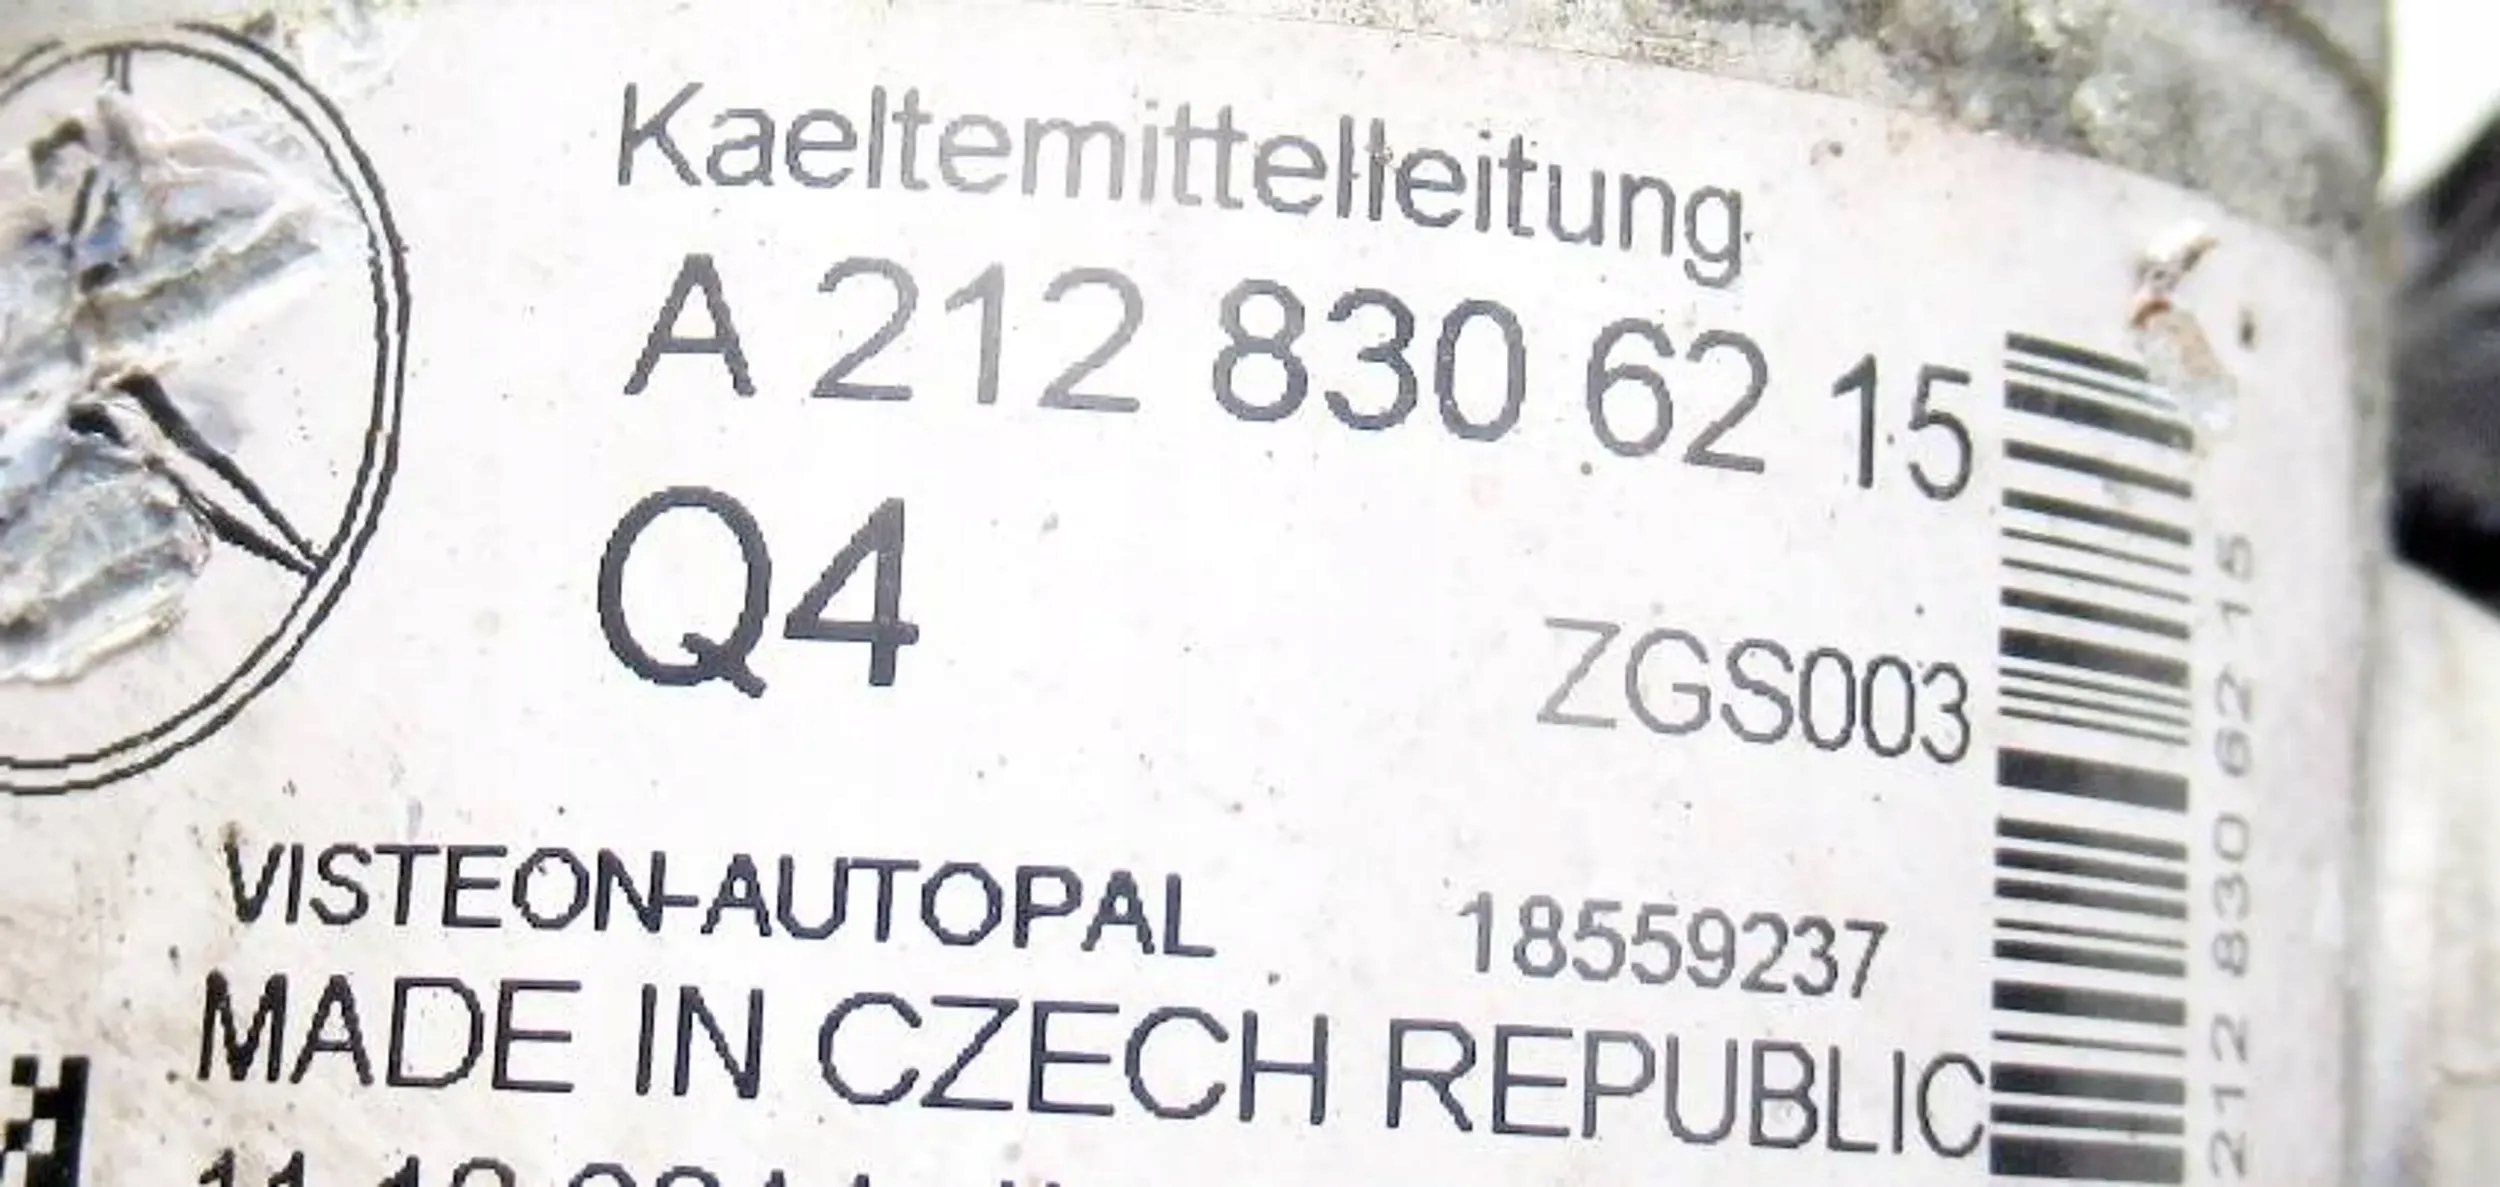 Kaeltemittelleitung
A 212 830 62 15
Q4
ZGS003
VISTEON-AUTOPAL 18559237
MADE IN CZECH REPUBLIC
212 830 62 15